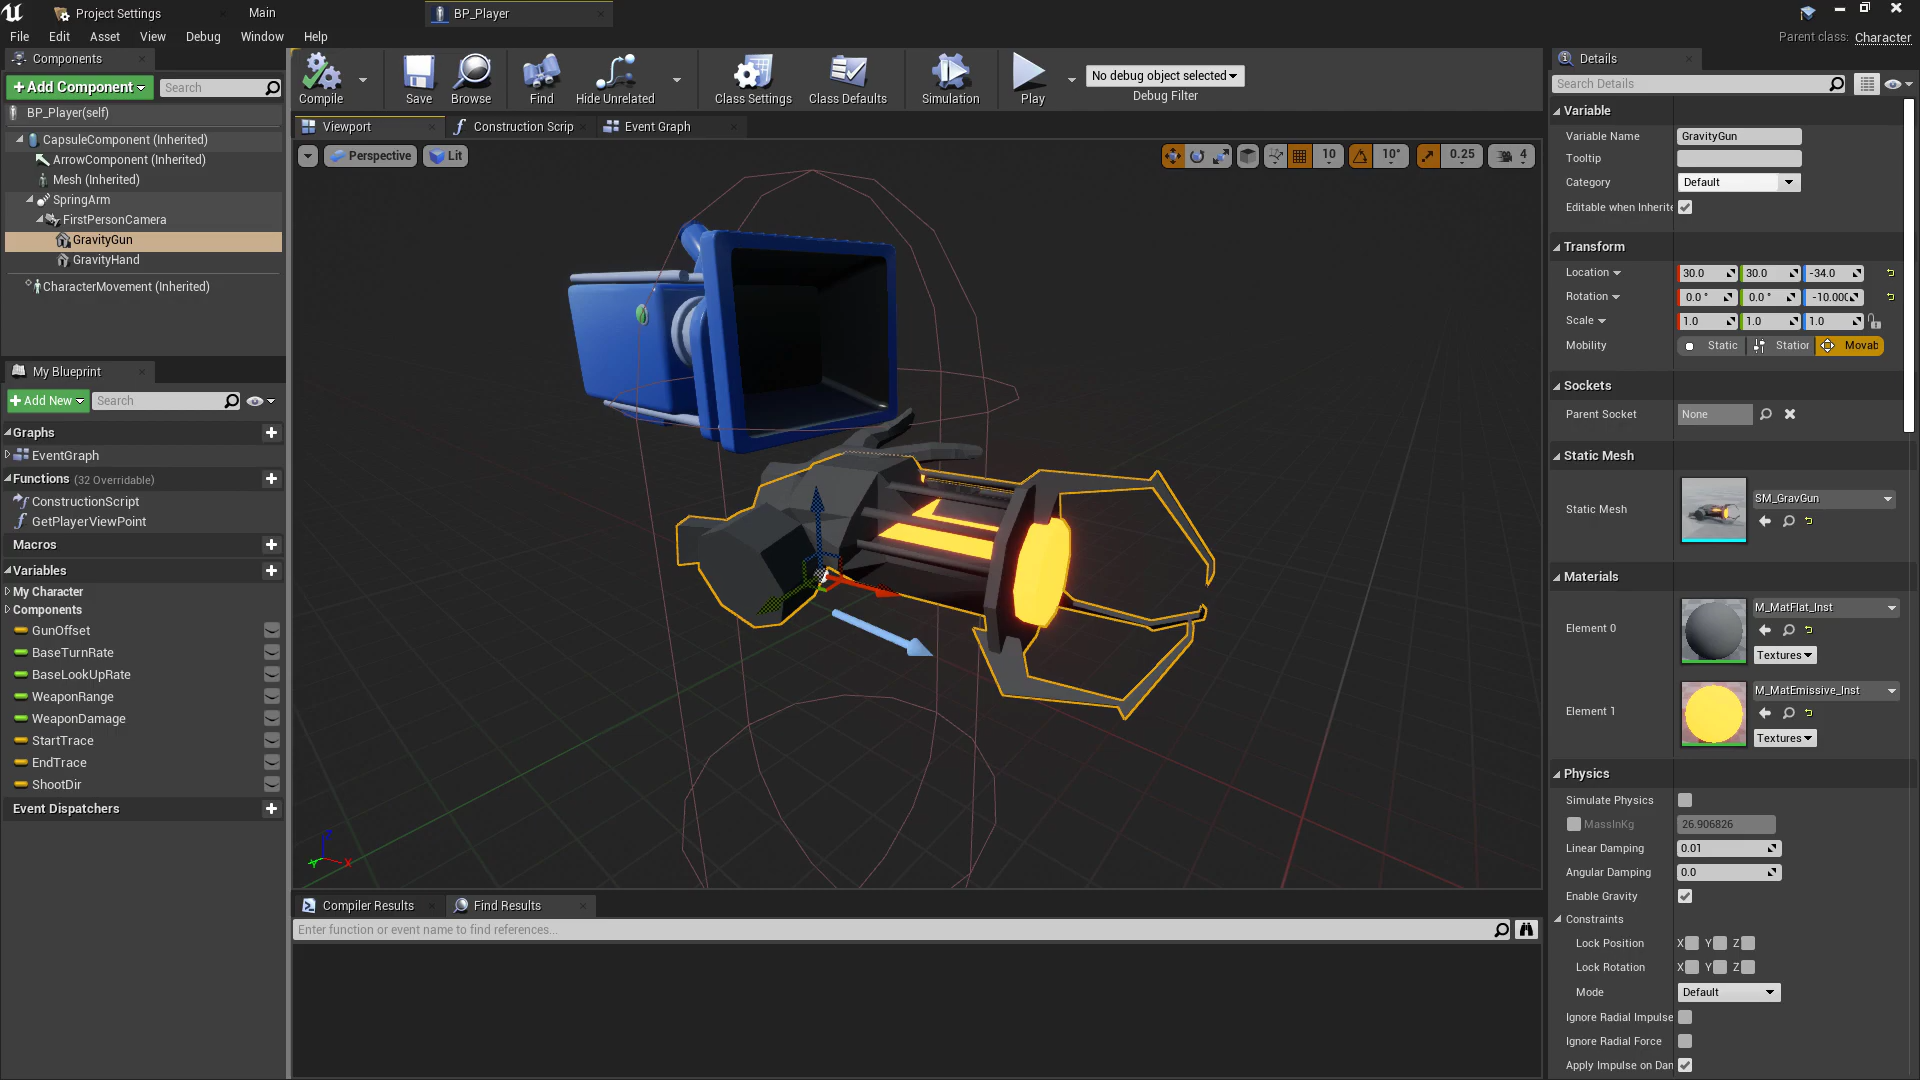 Project Settings
Main
BP_Player
File Edit Asset View Debug Window Help
Parent class: Character
Components
Add Component
Search
BP_Player(self)
CapsuleComponent (Inherited)
ArrowComponent (Inherited)
Mesh (Inherited)
SpringArm
FirstPersonCamera
GravityGun
GravityHand
CharacterMovement (Inherited)
My Blueprint
Add New
Search
Graphs
EventGraph
Functions (32 Overridable)
ConstructionScript
GetPlayerViewPoint
Macros
Variables
My Character
Components
GunOffset
BaseTurnRate
BaseLookUpRate
WeaponRange
WeaponDamage
StartTrace
EndTrace
ShootDir
Event Dispatchers
Compile
Save
Browse
Find
Hide Unrelated
Class Settings
Class Defaults
Simulation
Play
No debug object selected
Debug Filter
Viewport
Construction Scrip
Event Graph
Perspective
Lit
10
10°
0.25
4
Z
Y
X
Compiler Results
Find Results
Enter function or event name to find references...
Details
Search Details
Variable
Variable Name GravityGun
Tooltip
Category Default
Editable when Inherite
Transform
Location 30.0 30.0 -34.0
Rotation 0.0 ° 0.0 ° -10.000
Scale 1.0 1.0 1.0
Mobility Static Station Movab
Sockets
Parent Socket None
Static Mesh
Static Mesh SM_GravGun
Materials
Element 0 M_MatFlat_Inst
Textures
Element 1 M_MatEmissive_Inst
Textures
Physics
Simulate Physics
MassInKg 26.906826
Linear Damping 0.01
Angular Damping 0.0
Enable Gravity
Constraints
Lock Position X Y Z
Lock Rotation X Y Z
Mode Default
Ignore Radial Impulse
Ignore Radial Force
Apply Impulse on Dan